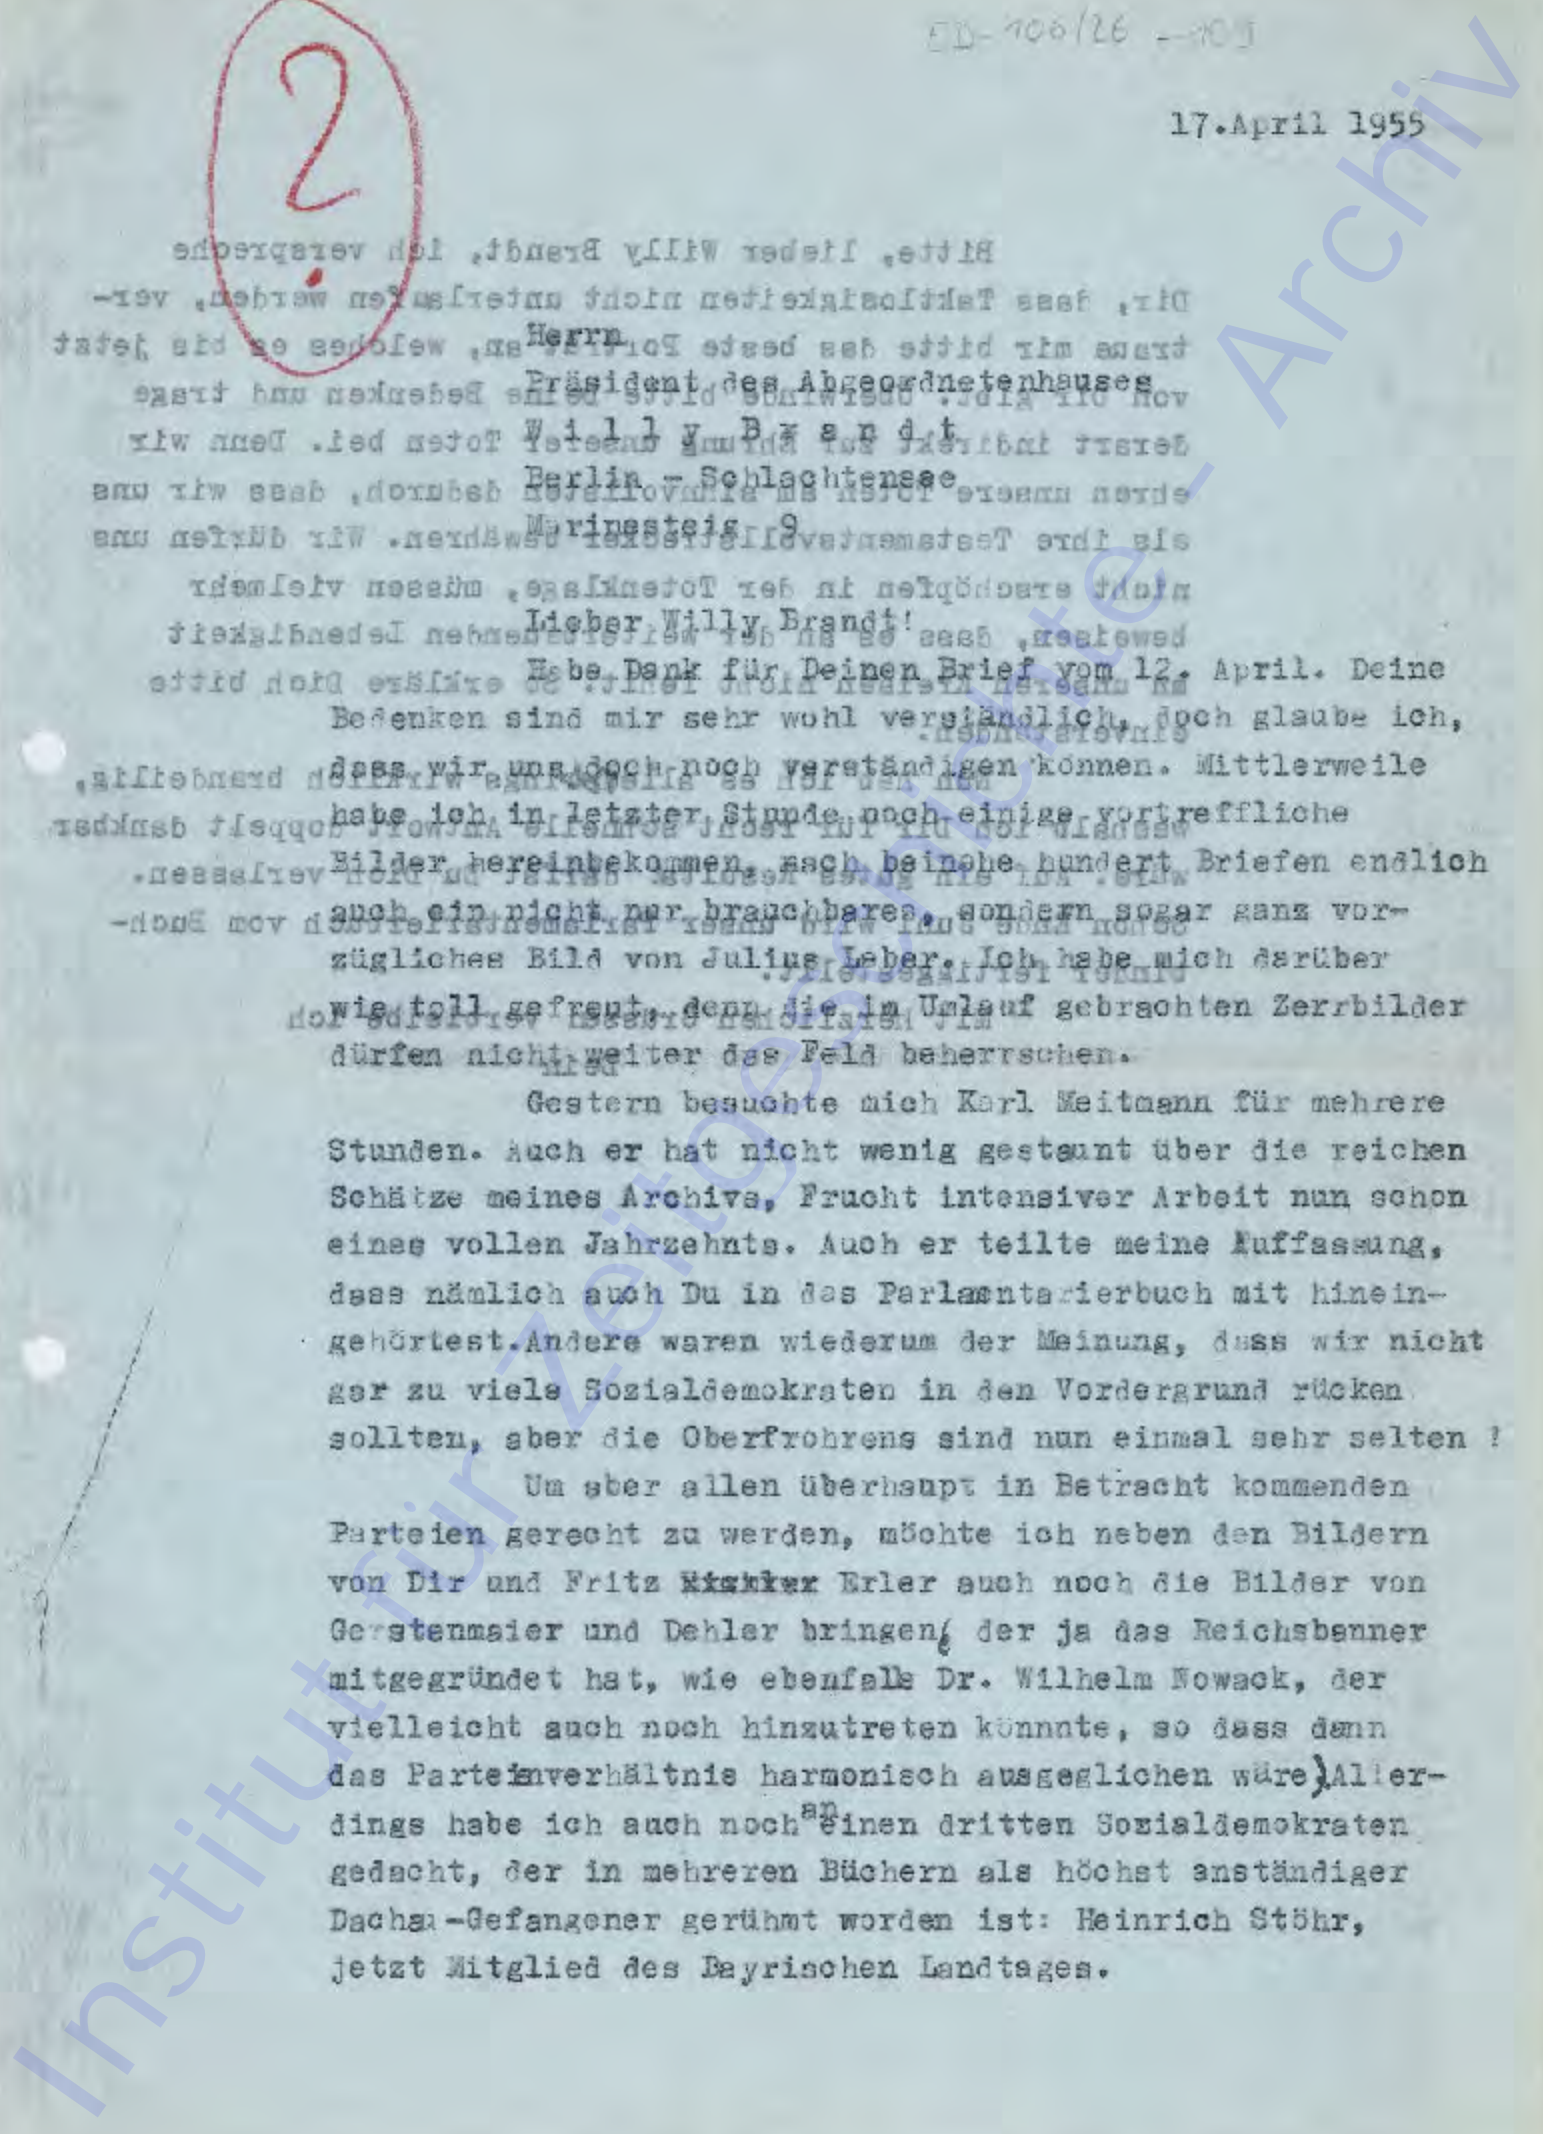 ED-106/26-109
2
17.April 1955
Herrn
Präsident des Abgeordnetenhauses
W i l l y  B r a n d t
Berlin - Schlachtensee
Marinesteig 9
Lieber Willy Brandt!
Habe Dank für Deinen Brief vom 12. April. Deine
Bedenken sind mir sehr wohl verständlich, doch glaube ich,
dass wir uns doch noch verständigen können. Mittlerweile
habe ich in letzter Stunde noch einige vortreffliche
Bilder hereinbekommen, nach beinahe hundert Briefen endlich
auch ein nicht nur brauchbares, sondern sogar ganz vor-
zügliches Bild von Julius Leber. Ich habe mich darüber
wie toll gefreut, denn die im Umlauf gebrachten Zerrbilder
dürfen nicht weiter das Feld beherrschen.
Gestern besuchte mich Karl Meitmann für mehrere
Stunden. Auch er hat nicht wenig gestaunt über die reichen
Schätze meines Archivs, Frucht intensiver Arbeit nun schon
eines vollen Jahrzehnts. Auch er teilte meine Auffassung,
dass nämlich auch Du in das Parlamntarierbuch mit hinein-
gehörtest.Andere waren wiederum der Meinung, dass wir nicht
gar zu viele Sozialdemokraten in den Vordergrund rücken
sollten, aber die Oberfrohrens sind nun einmal sehr selten !
Um aber allen überhaupt in Betracht kommenden
Parteien gerecht zu werden, möchte ich neben den Bildern
von Dir und Fritz Erler auch noch die Bilder von
Gerstenmaier und Dehler bringen( der ja das Reichsbanner
mitgegründet hat, wie ebenfalls Dr. Wilhelm Nowack, der
vielleicht auch noch hinzutreten könnnte, so dass dann
das Parteienverhältnis harmonisch ausgeglichen wäre).Aller-
dings habe ich auch noch an einen dritten Sozialdemokraten
gedacht, der in mehreren Büchern als höchst anständiger
Dachau-Gefangener gerühmt worden ist: Heinrich Stöhr,
jetzt Mitglied des Bayrischen Landtages.
Institut für Zeitgeschichte - Archiv